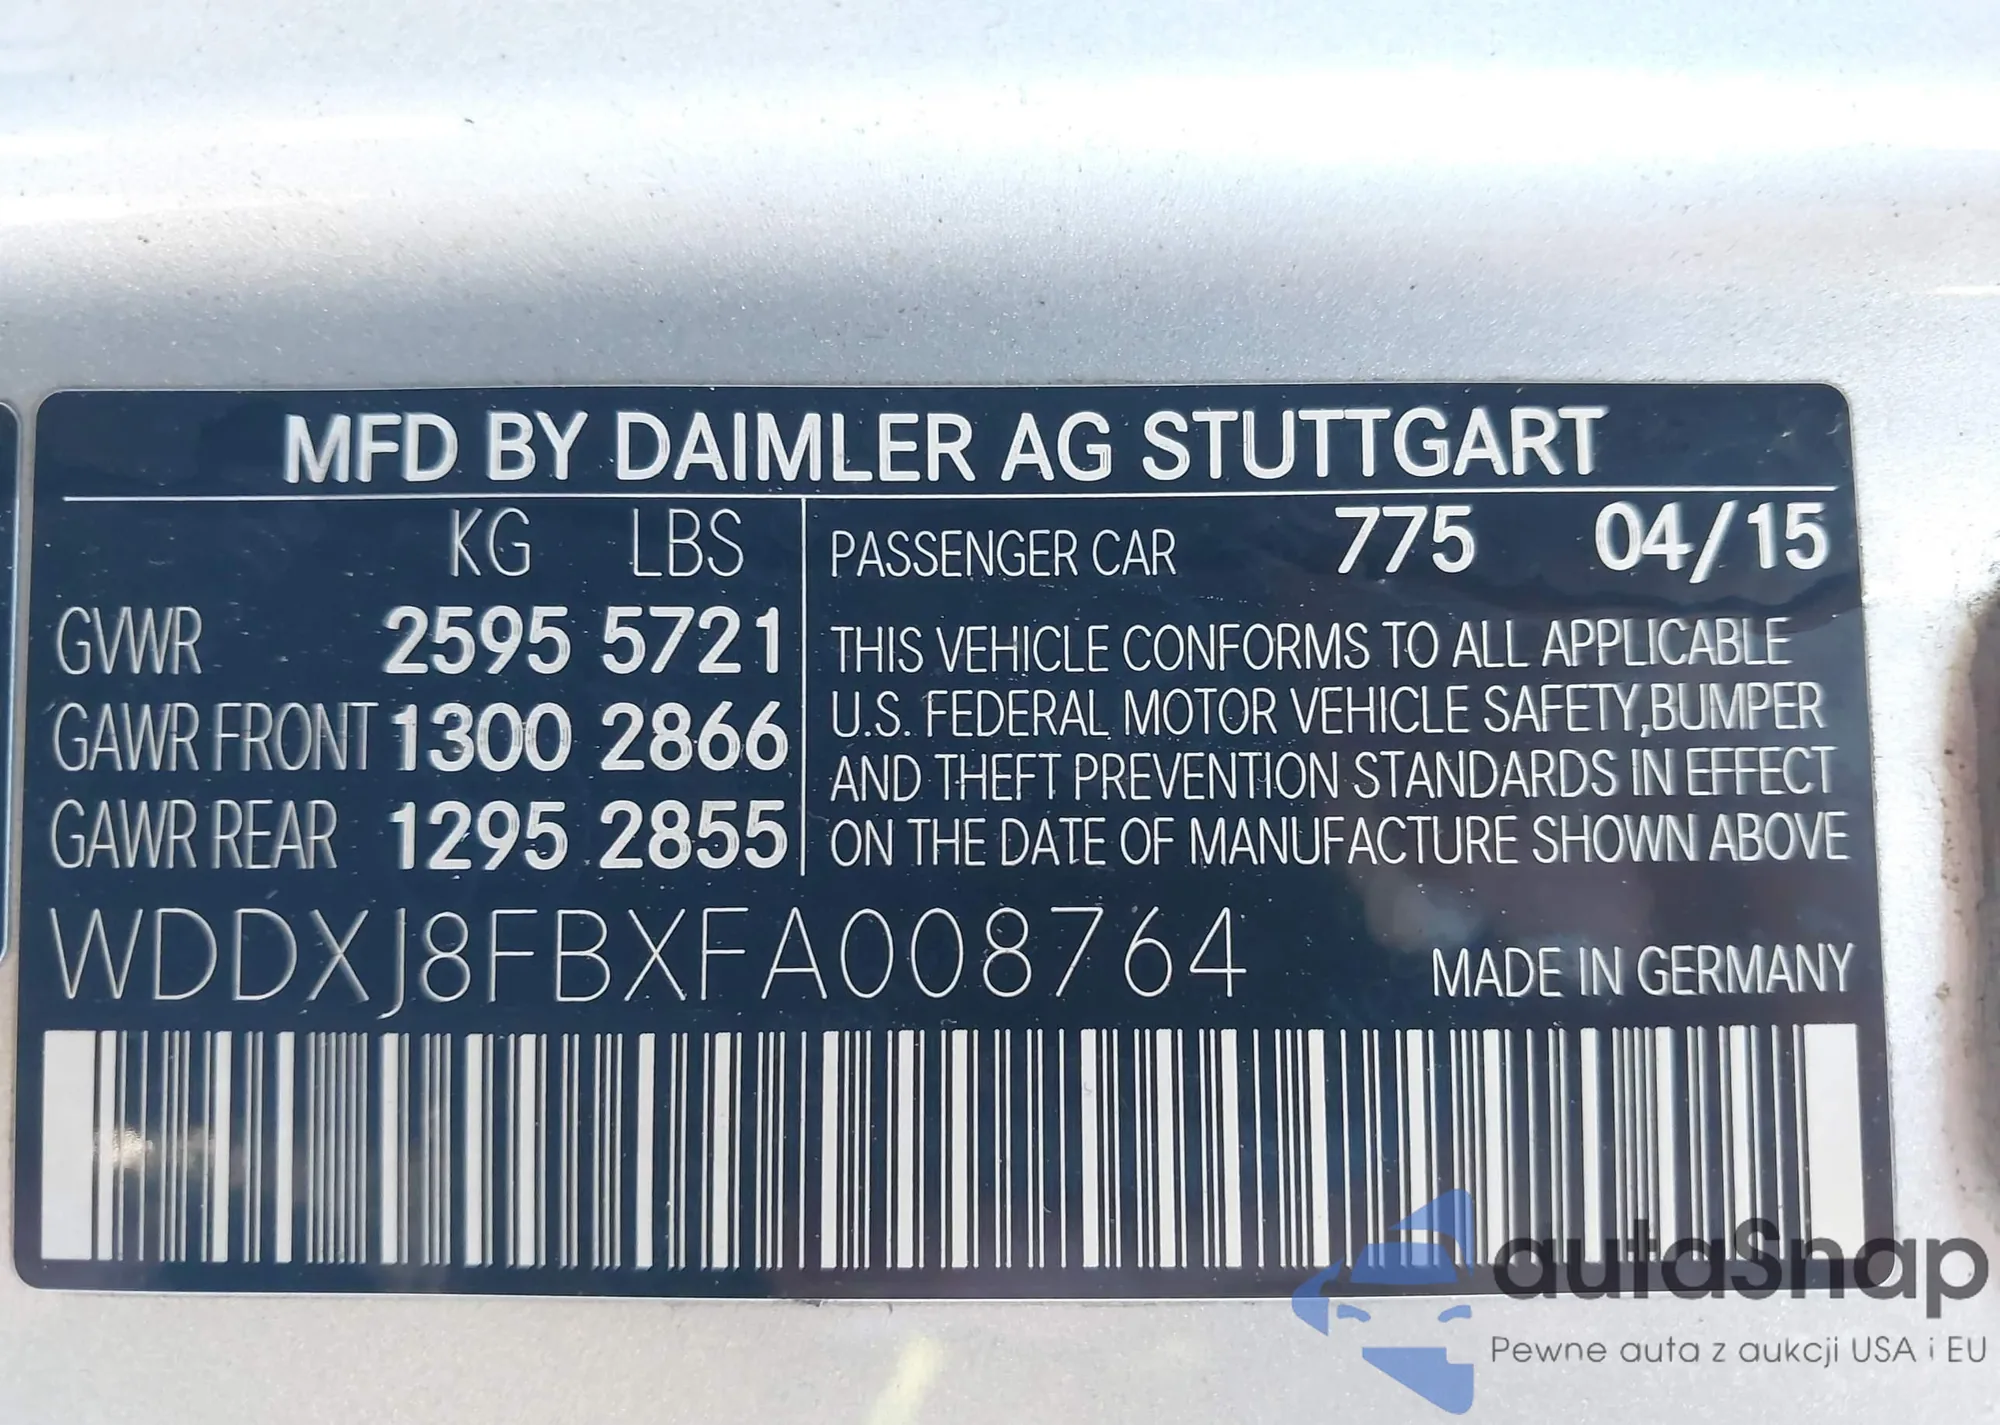 MFD BY DAIMLER AG STUTTGART
KG LBS
GVWR 2595 5721
GAWR FRONT 1300 2866
GAWR REAR 1295 2855
PASSENGER CAR 775 04/15
THIS VEHICLE CONFORMS TO ALL APPLICABLE
U.S. FEDERAL MOTOR VEHICLE SAFETY,BUMPER
AND THEFT PREVENTION STANDARDS IN EFFECT
ON THE DATE OF MANUFACTURE SHOWN ABOVE
WDDXJ8FBXFA008764
MADE IN GERMANY
autaSnap
Pewne auta z aukcji USA i EU